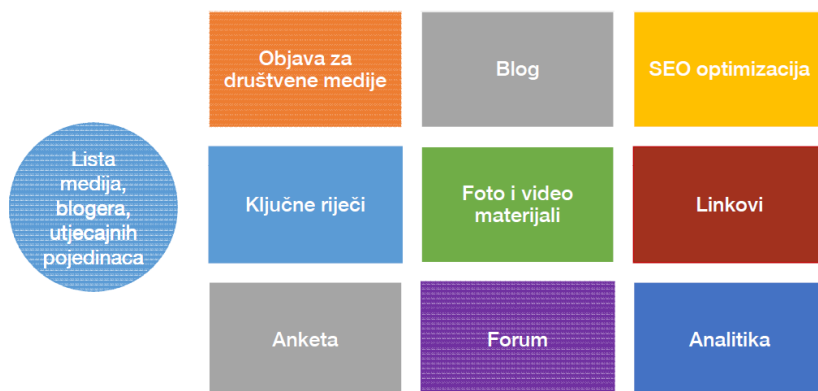 Lista
medija,
blogera,
utjecajnih
pojedinaca
Objava za
društvene medije
Blog
SEO optimizacija
Ključne riječi
Foto i video
materijali
Linkovi
Anketa
Forum
Analitika